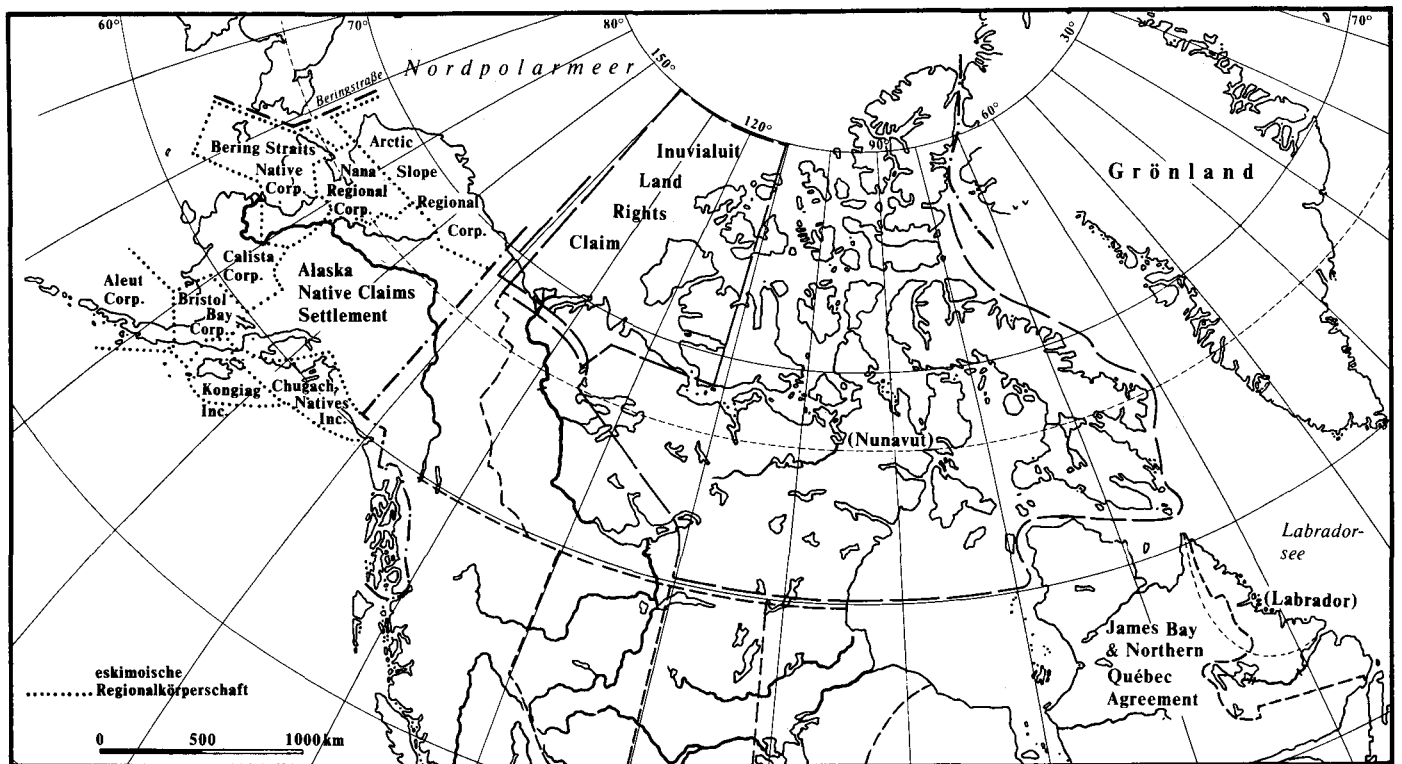 60°
70°
80°
150°
120°
90°
60°
30°
70°
Nordpolarmeer
Beringstraße
Bering Straits
Native
Corp.
Nana
Regional
Corp.
Arctic
Slope
Regional
Corp.
Inuvialuit
Land
Rights
Claim
Grönland
Calista
Corp.
Alaska
Native Claims
Settlement
Aleut
Corp.
Bristol
Bay
Corp.
Kongiag
Inc.
Chugach
Natives
Inc.
(Nunavut)
Labrador-
see
(Labrador)
James Bay
& Northern
Québec
Agreement
eskimoische
Regionalkörperschaft
0 500 1000 km